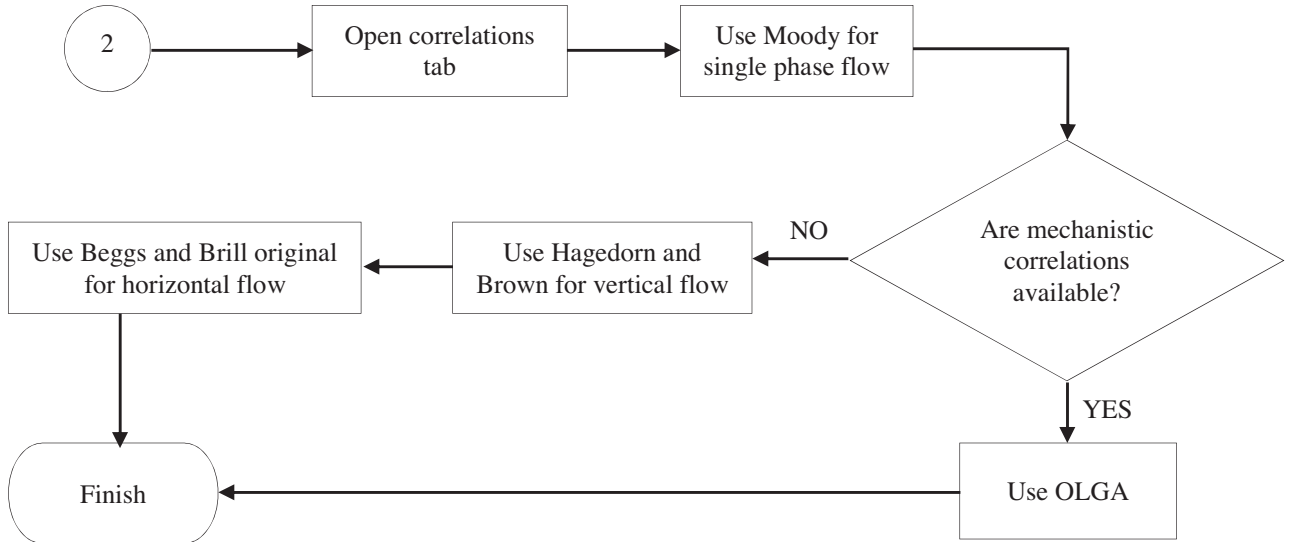 2
Open correlations
tab
Use Moody for
single phase flow
Are mechanistic
correlations
available?
NO
Use Hagedorn and
Brown for vertical flow
Use Beggs and Brill original
for horizontal flow
YES
Use OLGA
Finish